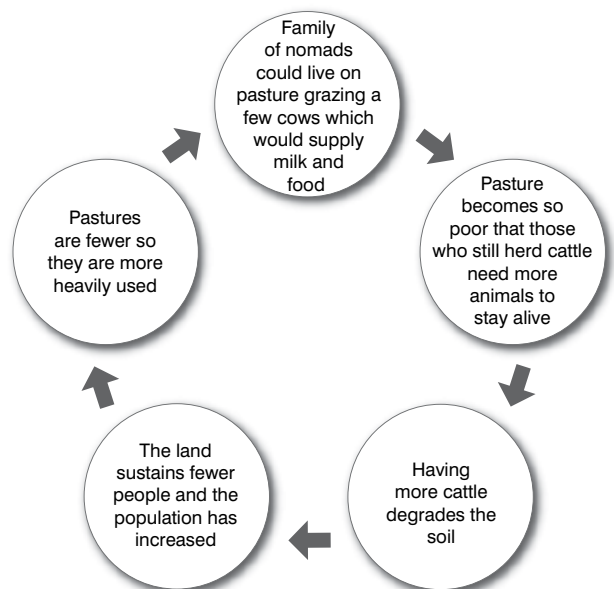 Family
of nomads
could live on
pasture grazing a
few cows which
would supply
milk and
food
Pasture
becomes so
poor that those
who still herd cattle
need more
animals to
stay alive
Having
more cattle
degrades the
soil
The land
sustains fewer
people and the
population has
increased
Pastures
are fewer so
they are more
heavily used